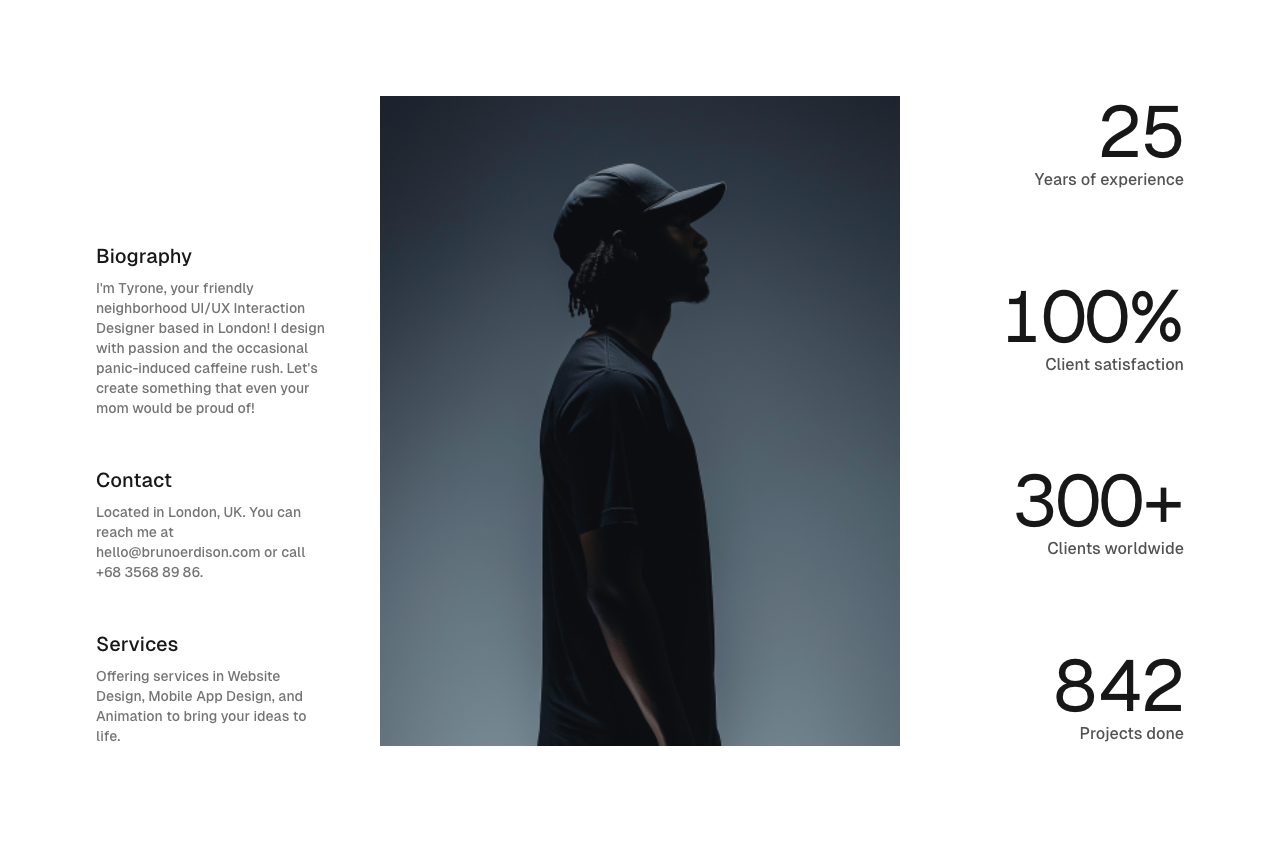 Biography
I'm Tyrone, your friendly
neighborhood UI/UX Interaction
Designer based in London! I design
with passion and the occasional
panic-induced caffeine rush. Let's
create something that even your
mom would be proud of!
Contact
Located in London, UK. You can
reach me at
hello@brunoerdison.com or call
+68 3568 89 86.
Services
Offering services in Website
Design, Mobile App Design, and
Animation to bring your ideas to
life.
25
Years of experience
100%
Client satisfaction
300+
Clients worldwide
842
Projects done